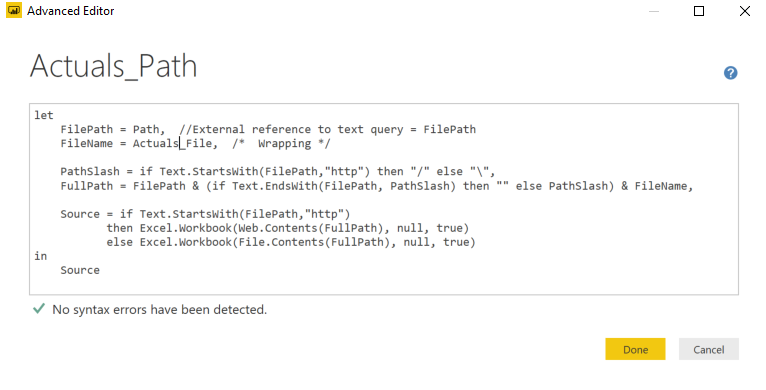 Advanced Editor
Actuals_Path
?
let
    FilePath = Path,  //External reference to text query = FilePath
    FileName = Actuals_File,  /*  Wrapping */

    PathSlash = if Text.StartsWith(FilePath,"http") then "/" else "\",
    FullPath = FilePath & (if Text.EndsWith(FilePath, PathSlash) then "" else PathSlash) & FileName,

    Source = if Text.StartsWith(FilePath,"http")
           then Excel.Workbook(Web.Contents(FullPath), null, true)
           else Excel.Workbook(File.Contents(FullPath), null, true)
in
    Source
No syntax errors have been detected.
Done
Cancel